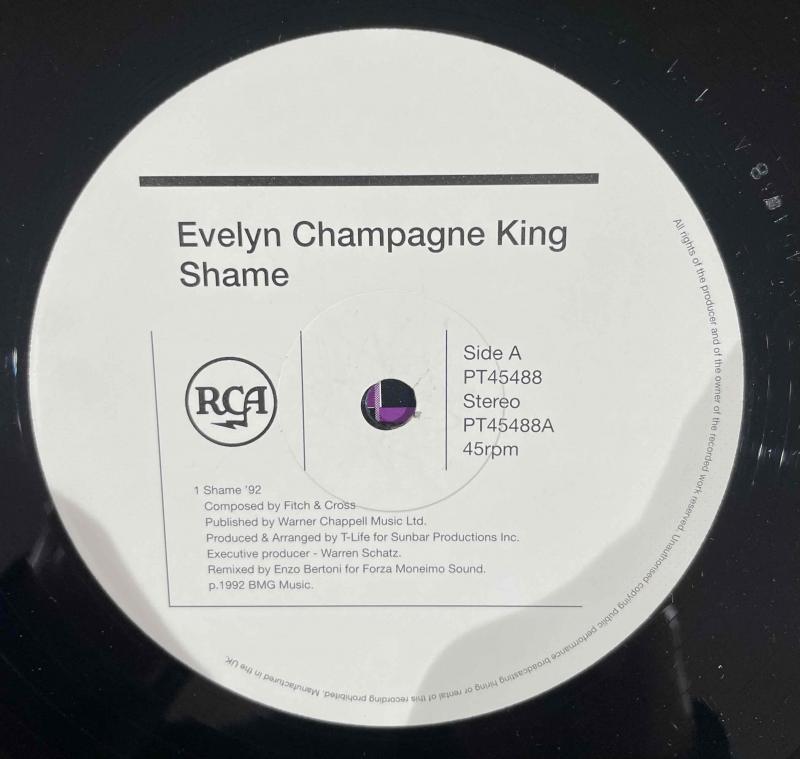 Evelyn Champagne King
Shame
RCA
Side A
PT45488
Stereo
PT45488A
45rpm
1 Shame '92
Composed by Fitch & Cross
Published by Warner Chappell Music Ltd.
Produced & Arranged by T-Life for Sunbar Productions Inc.
Executive producer - Warren Schatz.
Remixed by Enzo Bertoni for Forza Moneimo Sound.
p.1992 BMG Music.
All rights of the producer and of the owner of the recorded work reserved. Unauthorised copying public performance broadcasting hiring or rental of this recording prohibited. Manufactured in the UK.